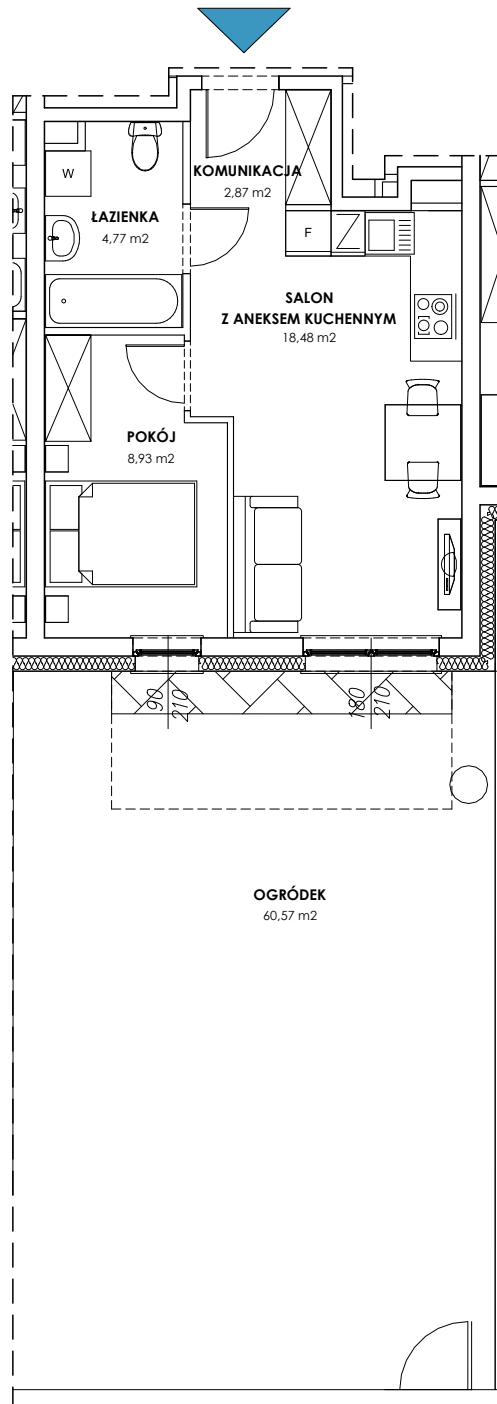 KOMUNIKACJA
2,87 m2
W
ŁAZIENKA
4,77 m2
F
SALON
Z ANEKSEM KUCHENNYM
18,48 m2
POKÓJ
8,93 m2
90
210
180
210
OGRÓDEK
60,57 m2